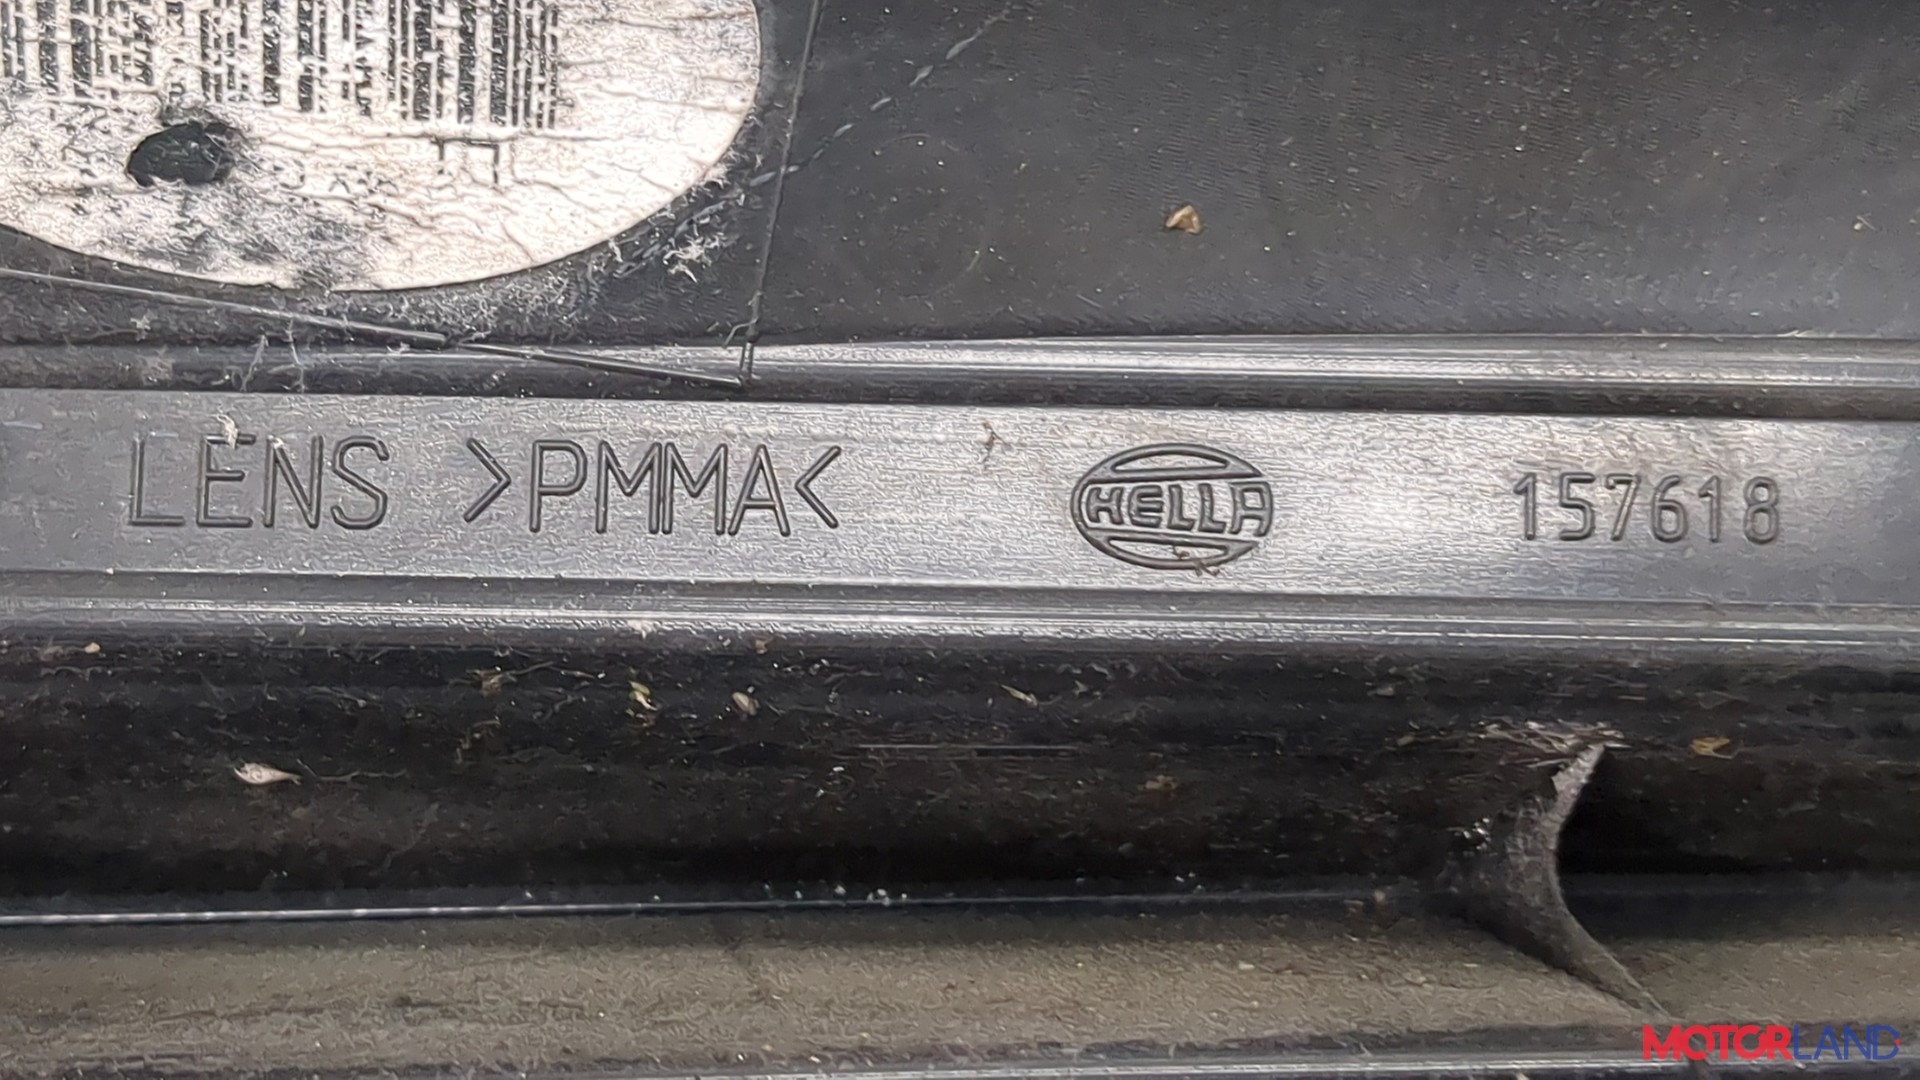 LENS >PMMA< HELLA 157618
MOTORLAND